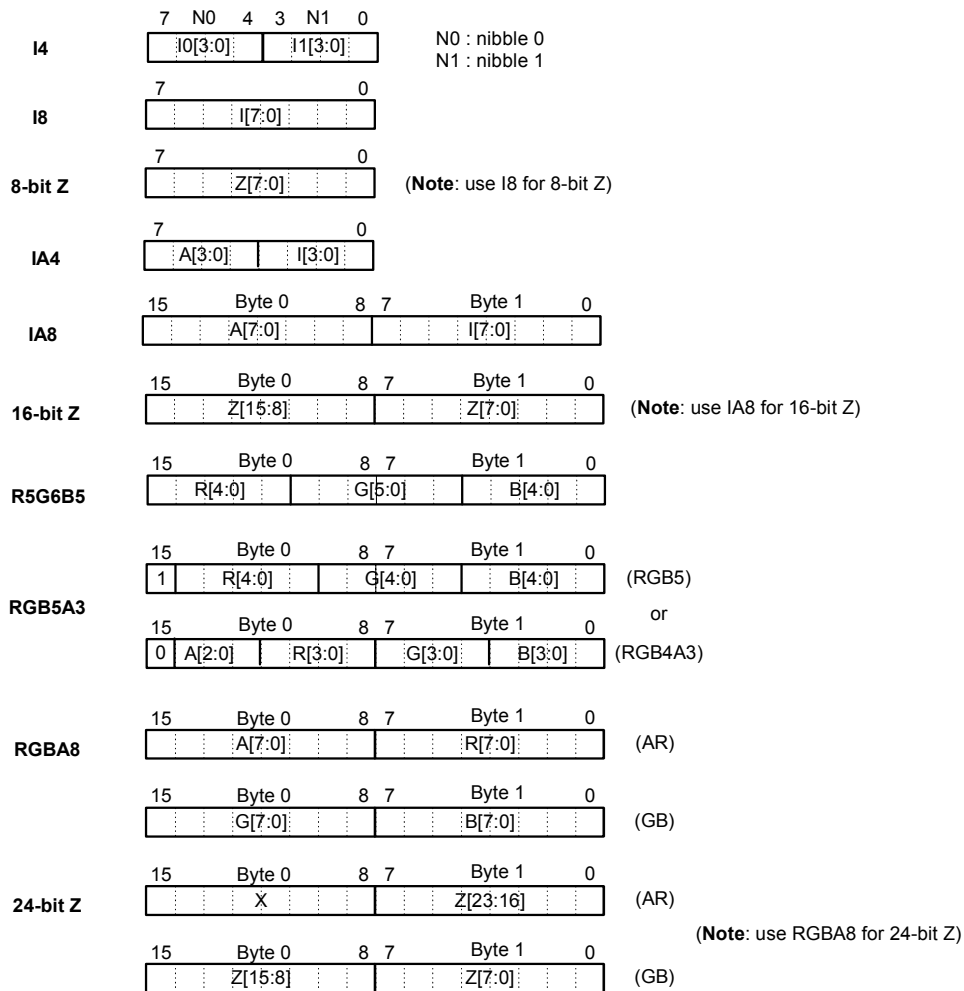 7 N0 4 3 N1 0
I4 I0[3:0] I1[3:0] N0 : nibble 0
N1 : nibble 1
7 0
I8 I[7:0]
7 0
8-bit Z Z[7:0] (Note: use I8 for 8-bit Z)
7 0
IA4 A[3:0] I[3:0]
15 Byte 0 8 7 Byte 1 0
IA8 A[7:0] I[7:0]
15 Byte 0 8 7 Byte 1 0
16-bit Z Z[15:8] Z[7:0] (Note: use IA8 for 16-bit Z)
15 Byte 0 8 7 Byte 1 0
R5G6B5 R[4:0] G[5:0] B[4:0]
15 Byte 0 8 7 Byte 1 0
1 R[4:0] G[4:0] B[4:0] (RGB5)
RGB5A3 or
15 Byte 0 8 7 Byte 1 0
0 A[2:0] R[3:0] G[3:0] B[3:0] (RGB4A3)
15 Byte 0 8 7 Byte 1 0
RGBA8 A[7:0] R[7:0] (AR)
15 Byte 0 8 7 Byte 1 0
G[7:0] B[7:0] (GB)
15 Byte 0 8 7 Byte 1 0
24-bit Z X Z[23:16] (AR)
(Note: use RGBA8 for 24-bit Z)
15 Byte 0 8 7 Byte 1 0
Z[15:8] Z[7:0] (GB)